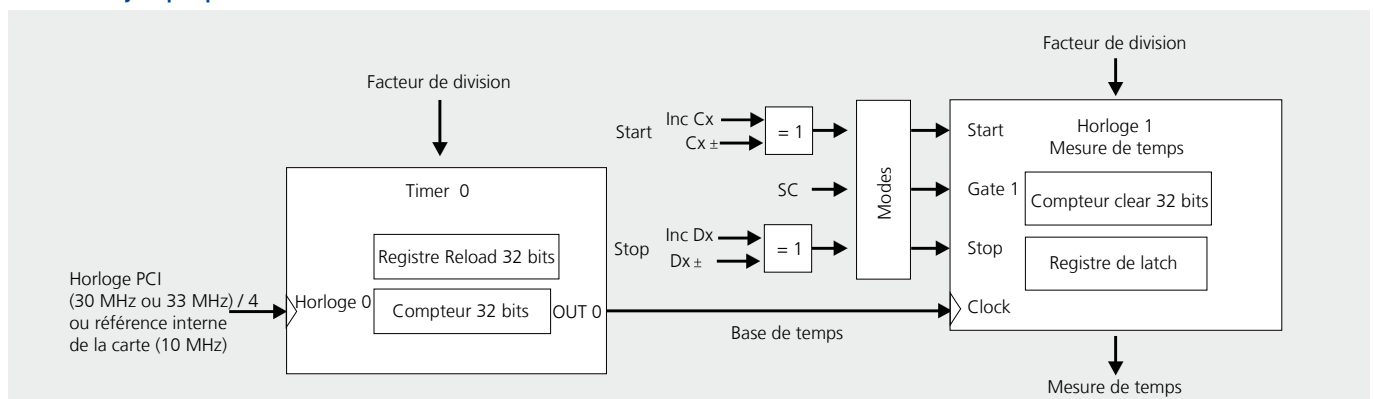 Facteur de division
Timer 0
Registre Reload 32 bits
Horloge PCI
(30 MHz ou 33 MHz) / 4
ou référence interne
de la carte (10 MHz)
Horloge 0
Compteur 32 bits
OUT 0
Base de temps
Start
Inc Cx
Cx ±
= 1
SC
Stop
Inc Dx
Dx ±
= 1
Modes
Facteur de division
Start
Horloge 1
Mesure de temps
Gate 1
Compteur clear 32 bits
Stop
Registre de latch
Clock
Mesure de temps